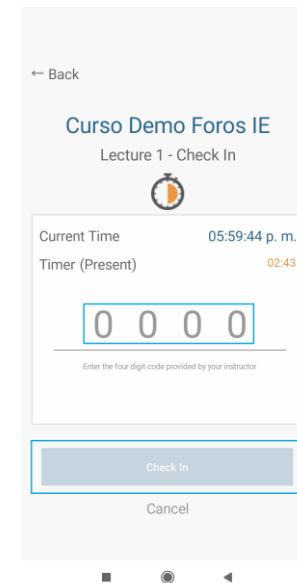 ← Back
Curso Demo Foros IE
Lecture 1 - Check In
Current Time 05:59:44 p. m.
Timer (Present) 02:43
0 0 0 0
Enter the four digit code provided by your instructor
Check In
Cancel